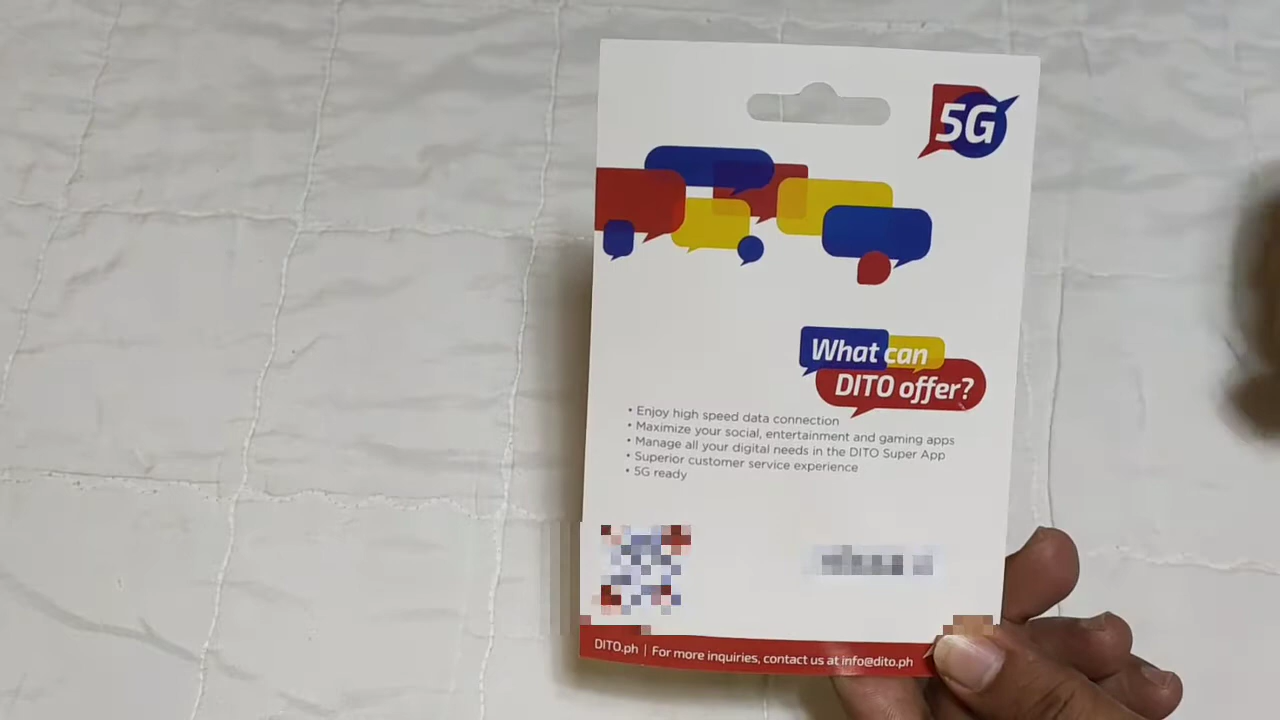 5G
What can
DITO offer?
• Enjoy high speed data connection
• Maximize your social, entertainment and gaming apps
• Manage all your digital needs in the DITO Super App
• Superior customer service experience
• 5G ready
DITO.ph | For more inquiries, contact us at info@dito.ph